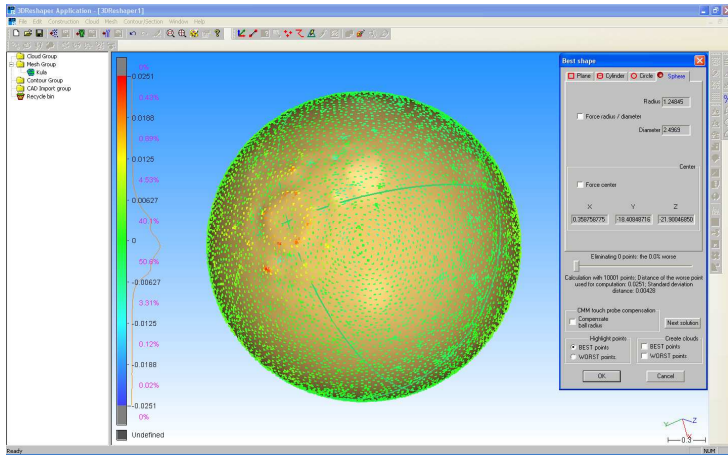 3DReshaper Application - [3DReshaper1]
File Edit Construction Cloud Mesh Contour/Section Window Help
Cloud Group
Mesh Group
Kula
Contour Group
CAD Import group
Recycle bin
0%
0.0251
0.43%
0.0188
0.89%
0.0125
4.53%
0.00627
40.1%
0
50.6%
-0.00627
3.31%
-0.0125
0.12%
-0.0188
0.02%
-0.0251
0%
Undefined
Best shape
Plane Cylinder Circle Sphere
Radius 1.24845
Force radius / diameter
Diameter 2.4969
Center
Force center
X Y Z
0.358758775 -18.40848716 -21.90046850
Eliminating 0 points: the 0.0% worse
Calculation with 10001 points; Distance of the worse point
used for computation: 0.0251; Standard deviation
distance: 0.00428
CMM touch probe compensation
Compensate
ball radius
Next solution
Highlight points Create clouds
BEST points BEST points
WORST points WORST points
OK Cancel
Y Z
X
0.3
Ready NUM